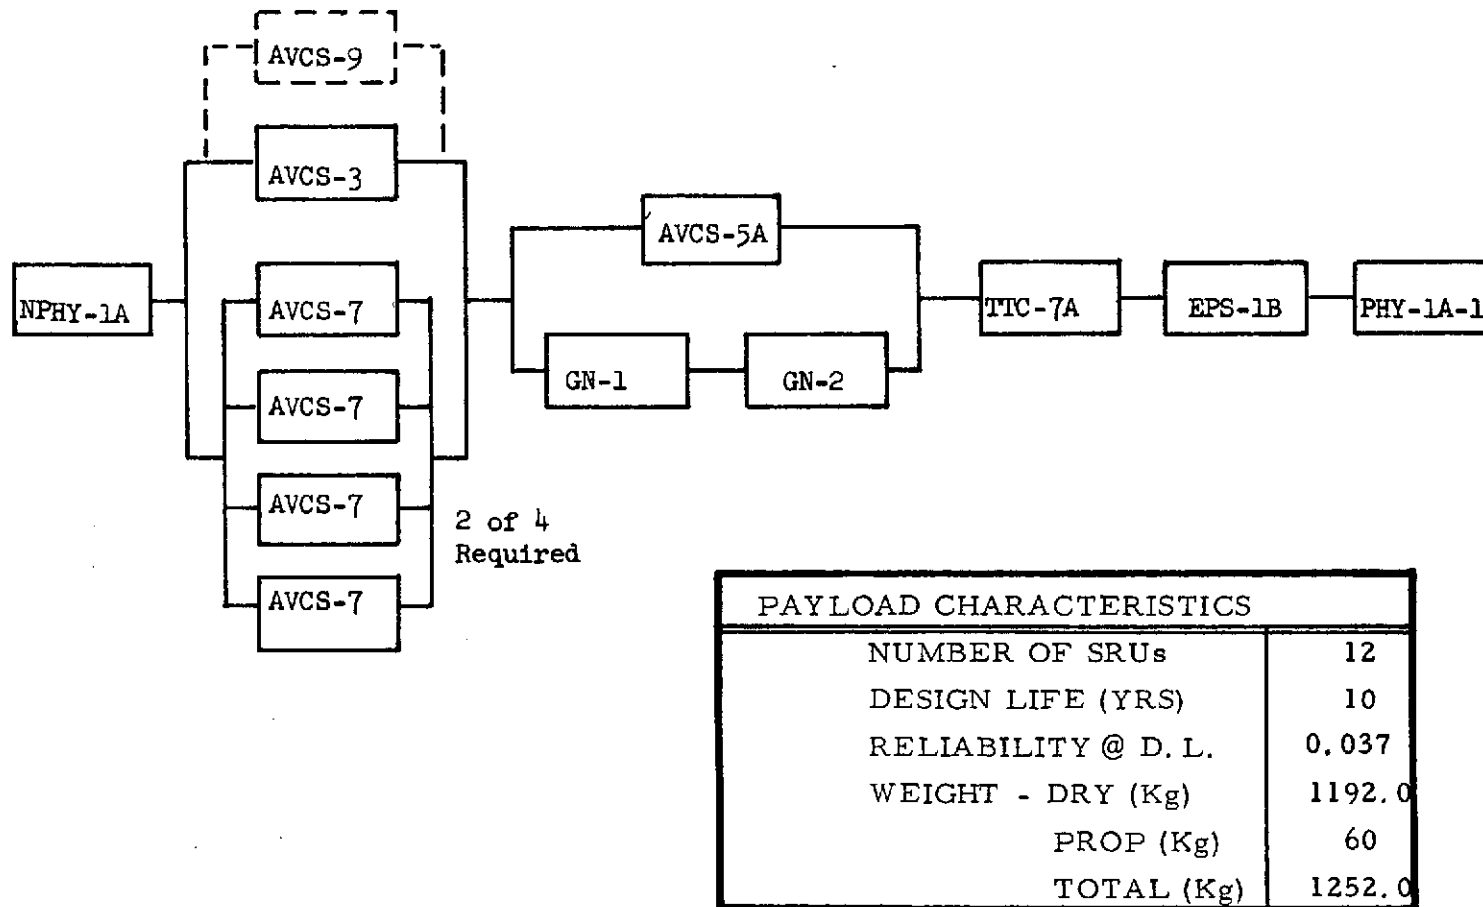 AVCS-9
AVCS-3
AVCS-5A
NPHY-1A
AVCS-7
TTC-7A
EPS-1B
PHY-1A-1
GN-1
GN-2
AVCS-7
AVCS-7
2 of 4
Required
AVCS-7
PAYLOAD CHARACTERISTICS
NUMBER OF SRUs 12
DESIGN LIFE (YRS) 10
RELIABILITY @ D. L. 0.037
WEIGHT - DRY (Kg) 1192.0
PROP (Kg) 60
TOTAL (Kg) 1252.0